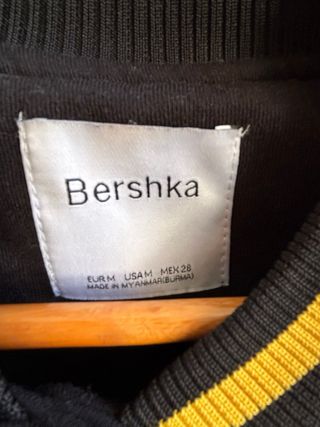 Bershka
EUR M USA M MEX 28
MADE IN MYANMAR(BURMA)